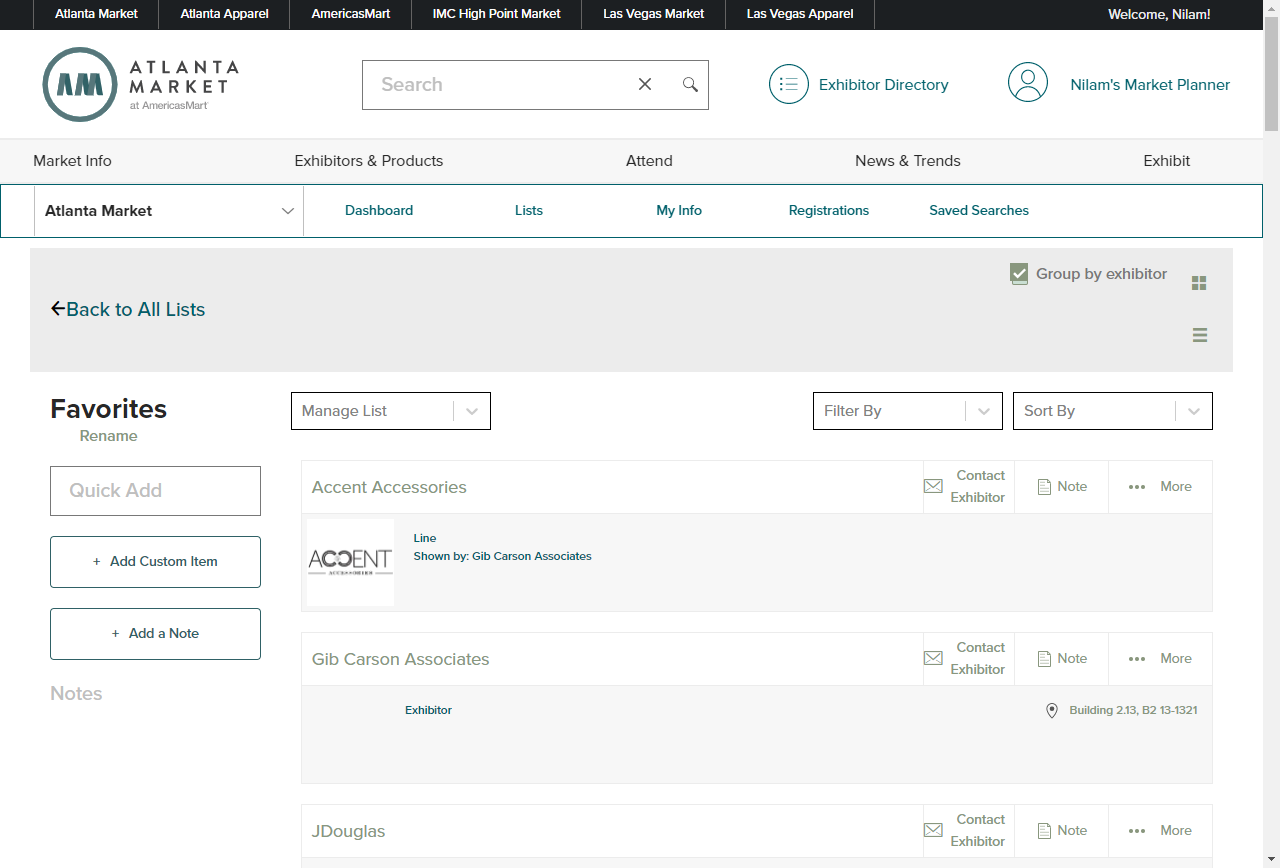 Atlanta Market
Atlanta Apparel
AmericasMart
IMC High Point Market
Las Vegas Market
Las Vegas Apparel
Welcome, Nilam!
AM
ATLANTA
MARKET
at AmericasMart
Search
Exhibitor Directory
Nilam's Market Planner
Market Info
Exhibitors & Products
Attend
News & Trends
Exhibit
Atlanta Market
Dashboard
Lists
My Info
Registrations
Saved Searches
Group by exhibitor
Back to All Lists
Favorites
Rename
Manage List
Filter By
Sort By
Quick Add
+ Add Custom Item
+ Add a Note
Notes
Accent Accessories
Contact
Exhibitor
Note
More
ACCENT
ACCESSORIES
Line
Shown by: Gib Carson Associates
Gib Carson Associates
Contact
Exhibitor
Note
More
Exhibitor
Building 2.13, B2 13-1321
JDouglas
Contact
Exhibitor
Note
More